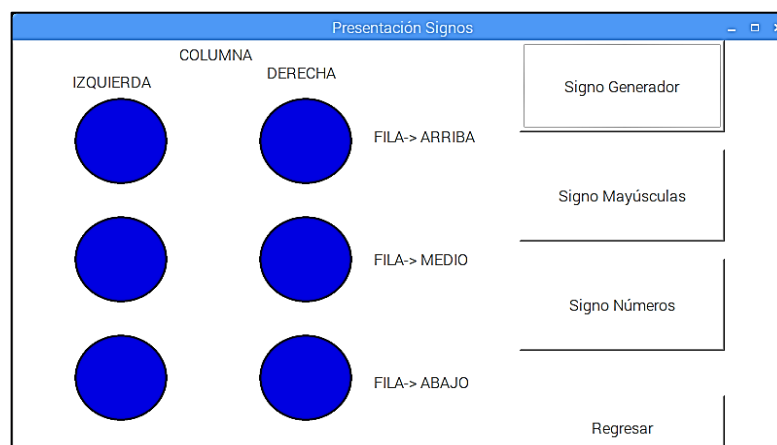 Presentación Signos
COLUMNA
IZQUIERDA
DERECHA
FILA-> ARRIBA
FILA-> MEDIO
FILA-> ABAJO
Signo Generador
Signo Mayúsculas
Signo Números
Regresar